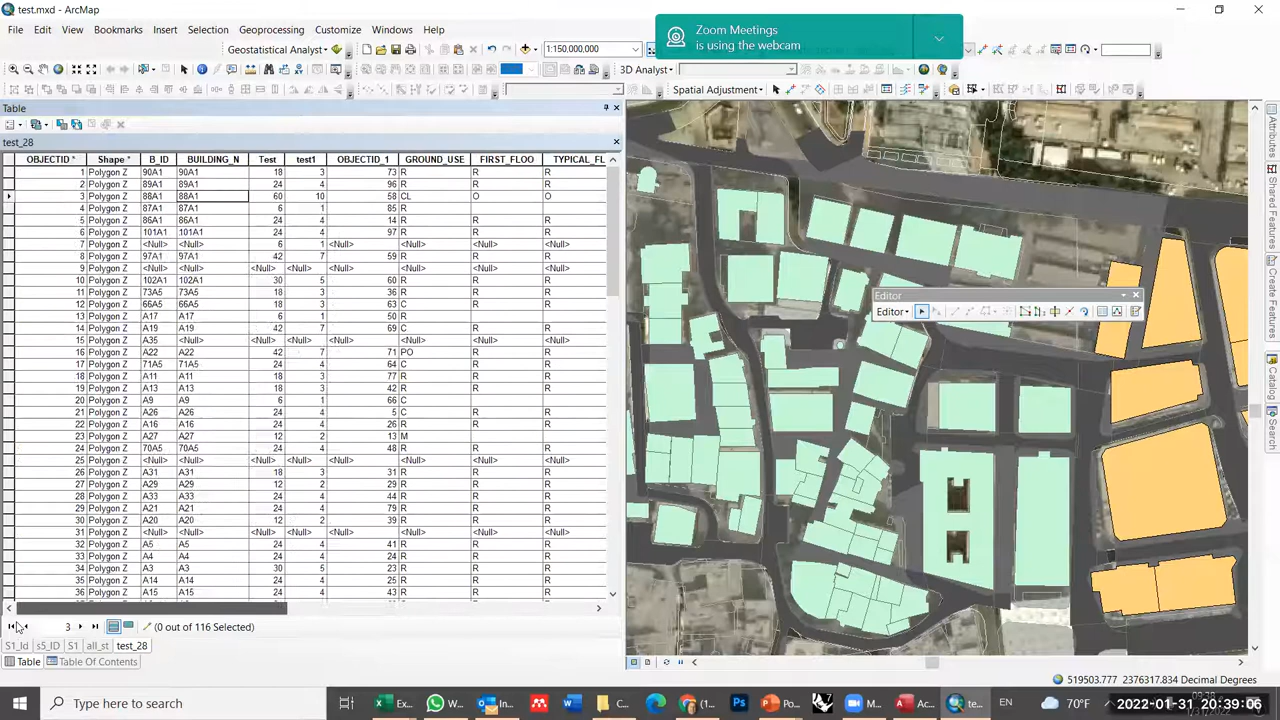 test.mxd - ArcMap
Zoom Meetings
is using the webcam
File Edit View Bookmarks Insert Selection Geoprocessing Customize Windows Help
Geostatistical Analyst
1:150,000,000
3D Analyst
Spatial Adjustment
Table
test_28
OBJECTID * Shape * B_ID BUILDING_N Test test1 OBJECTID_1 GROUND_USE FIRST_FLOO TYPICAL_FL
1 Polygon Z 90A1 90A1 18 3 73 R R R
2 Polygon Z 89A1 89A1 24 4 96 R R R
3 Polygon Z 88A1 88A1 60 10 58 CL O O
4 Polygon Z 87A1 87A1 6 1 85 R
5 Polygon Z 86A1 86A1 24 4 14 R R R
6 Polygon Z 101A1 101A1 24 4 97 R R R
7 Polygon Z <Null> <Null> 6 1 <Null> <Null> <Null> <Null>
8 Polygon Z 97A1 97A1 42 7 59 R R R
9 Polygon Z <Null> <Null> <Null> <Null> <Null> <Null> <Null> <Null>
10 Polygon Z 102A1 102A1 30 5 60 R R R
11 Polygon Z 73A5 73A5 18 3 36 R R R
12 Polygon Z 66A5 66A5 18 3 63 C R R
13 Polygon Z A17 A17 6 1 50 R
14 Polygon Z A19 A19 42 7 69 C R R
15 Polygon Z A35 A35 <Null> <Null> <Null> <Null> <Null> <Null>
16 Polygon Z A22 A22 42 7 71 PO R R
17 Polygon Z 71A5 71A5 24 4 64 C R R
18 Polygon Z A11 A11 18 3 77 R R R
19 Polygon Z A13 A13 18 3 42 R R R
20 Polygon Z A9 A9 6 1 66 C
21 Polygon Z A26 A26 24 4 5 C R R
22 Polygon Z A16 A16 24 4 26 R R R
23 Polygon Z A27 A27 12 2 13 M
24 Polygon Z 70A5 70A5 24 4 48 R R R
25 Polygon Z <Null> <Null> <Null> <Null> <Null> <Null> <Null> <Null>
26 Polygon Z A31 A31 18 3 31 R R R
27 Polygon Z A29 A29 12 2 29 R R R
28 Polygon Z A33 A33 24 4 44 R R R
29 Polygon Z A21 A21 24 4 79 R R R
30 Polygon Z A20 A20 12 2 39 R R R
31 Polygon Z <Null> <Null> <Null> <Null> <Null> <Null> <Null> <Null>
32 Polygon Z A5 A5 24 4 41 R R R
33 Polygon Z A4 A4 24 4 24 R R R
34 Polygon Z A3 A3 30 5 23 R R R
35 Polygon Z A14 A14 24 4 25 R R R
36 Polygon Z A15 A15 24 4 43 R R R
3 (0 out of 116 Selected)
S1_Id s5_ID S1 all_st test_28
Table Table Of Contents
Editor
Editor
Attributes
Shared Features
Create Features
Catalog
Search
519503.777 2376317.834 Decimal Degrees
Type here to search
Ex... W... In... W... C... (1... Po... M... Ac... te... EN 70°F
2022-01-31 20:39:06